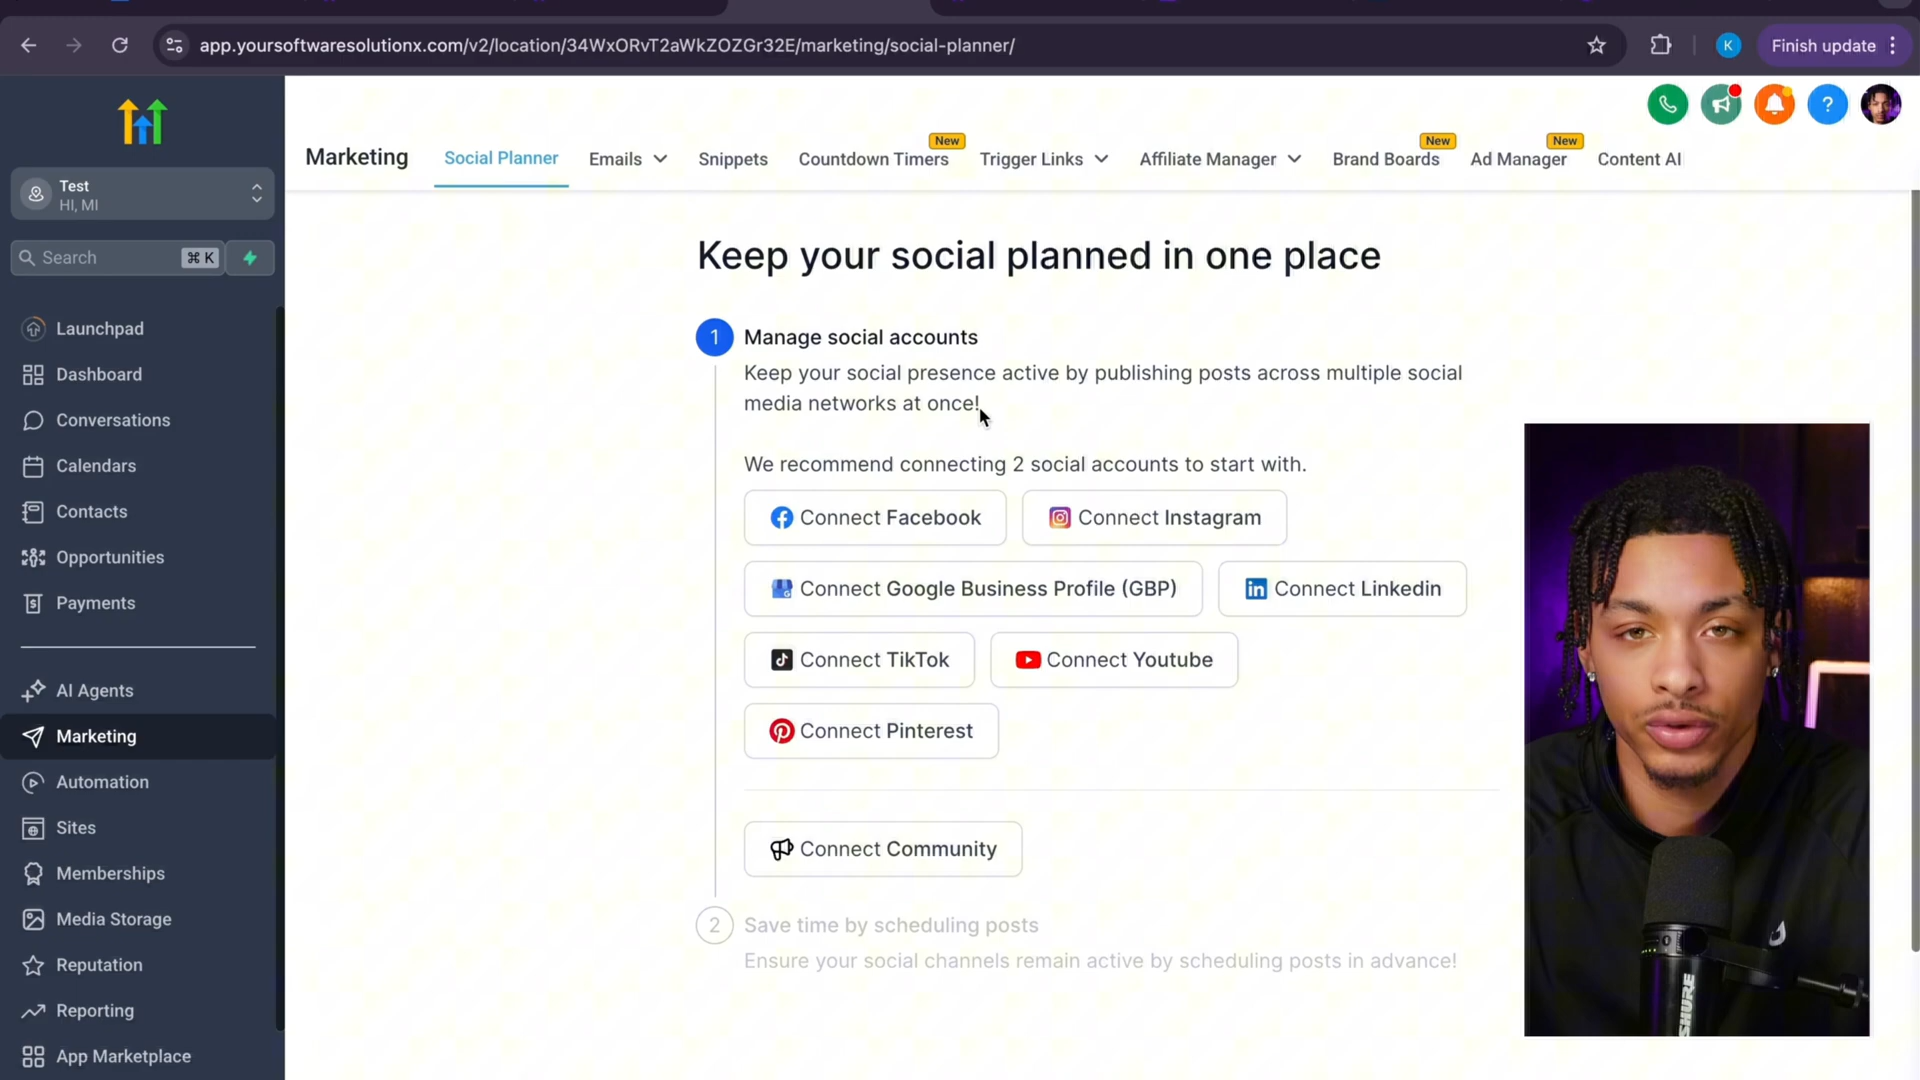 app.yoursoftwaresolutionx.com/v2/location/34WxORvT2aWkZOZGr32E/marketing/social-planner/
K
Finish update
Test
HI, MI
Search
⌘ K
Launchpad
Dashboard
Conversations
Calendars
Contacts
Opportunities
Payments
AI Agents
Marketing
Automation
Sites
Memberships
Media Storage
Reputation
Reporting
App Marketplace
Marketing
Social Planner
Emails
Snippets
Countdown Timers
New
Trigger Links
Affiliate Manager
Brand Boards
New
Ad Manager
New
Content AI
?
Keep your social planned in one place
1
Manage social accounts
Keep your social presence active by publishing posts across multiple social
media networks at once!
We recommend connecting 2 social accounts to start with.
Connect Facebook
Connect Instagram
Connect Google Business Profile (GBP)
Connect Linkedin
Connect TikTok
Connect Youtube
Connect Pinterest
Connect Community
2
Save time by scheduling posts
Ensure your social channels remain active by scheduling posts in advance!
SHURE